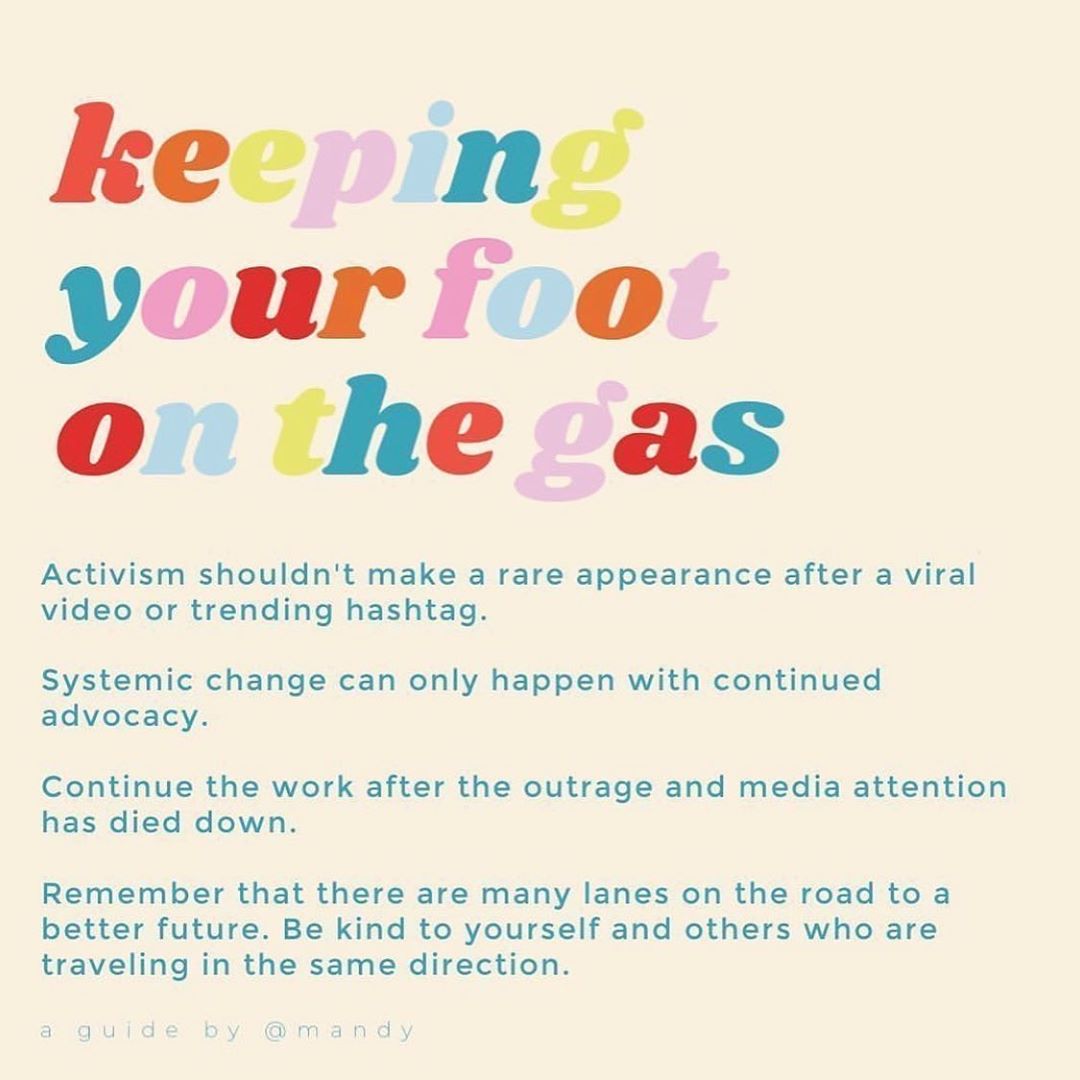 keeping
your foot
on the gas
Activism shouldn't make a rare appearance after a viral
video or trending hashtag.
Systemic change can only happen with continued
advocacy.
Continue the work after the outrage and media attention
has died down.
Remember that there are many lanes on the road to a
better future. Be kind to yourself and others who are
traveling in the same direction.
a guide by @mandy